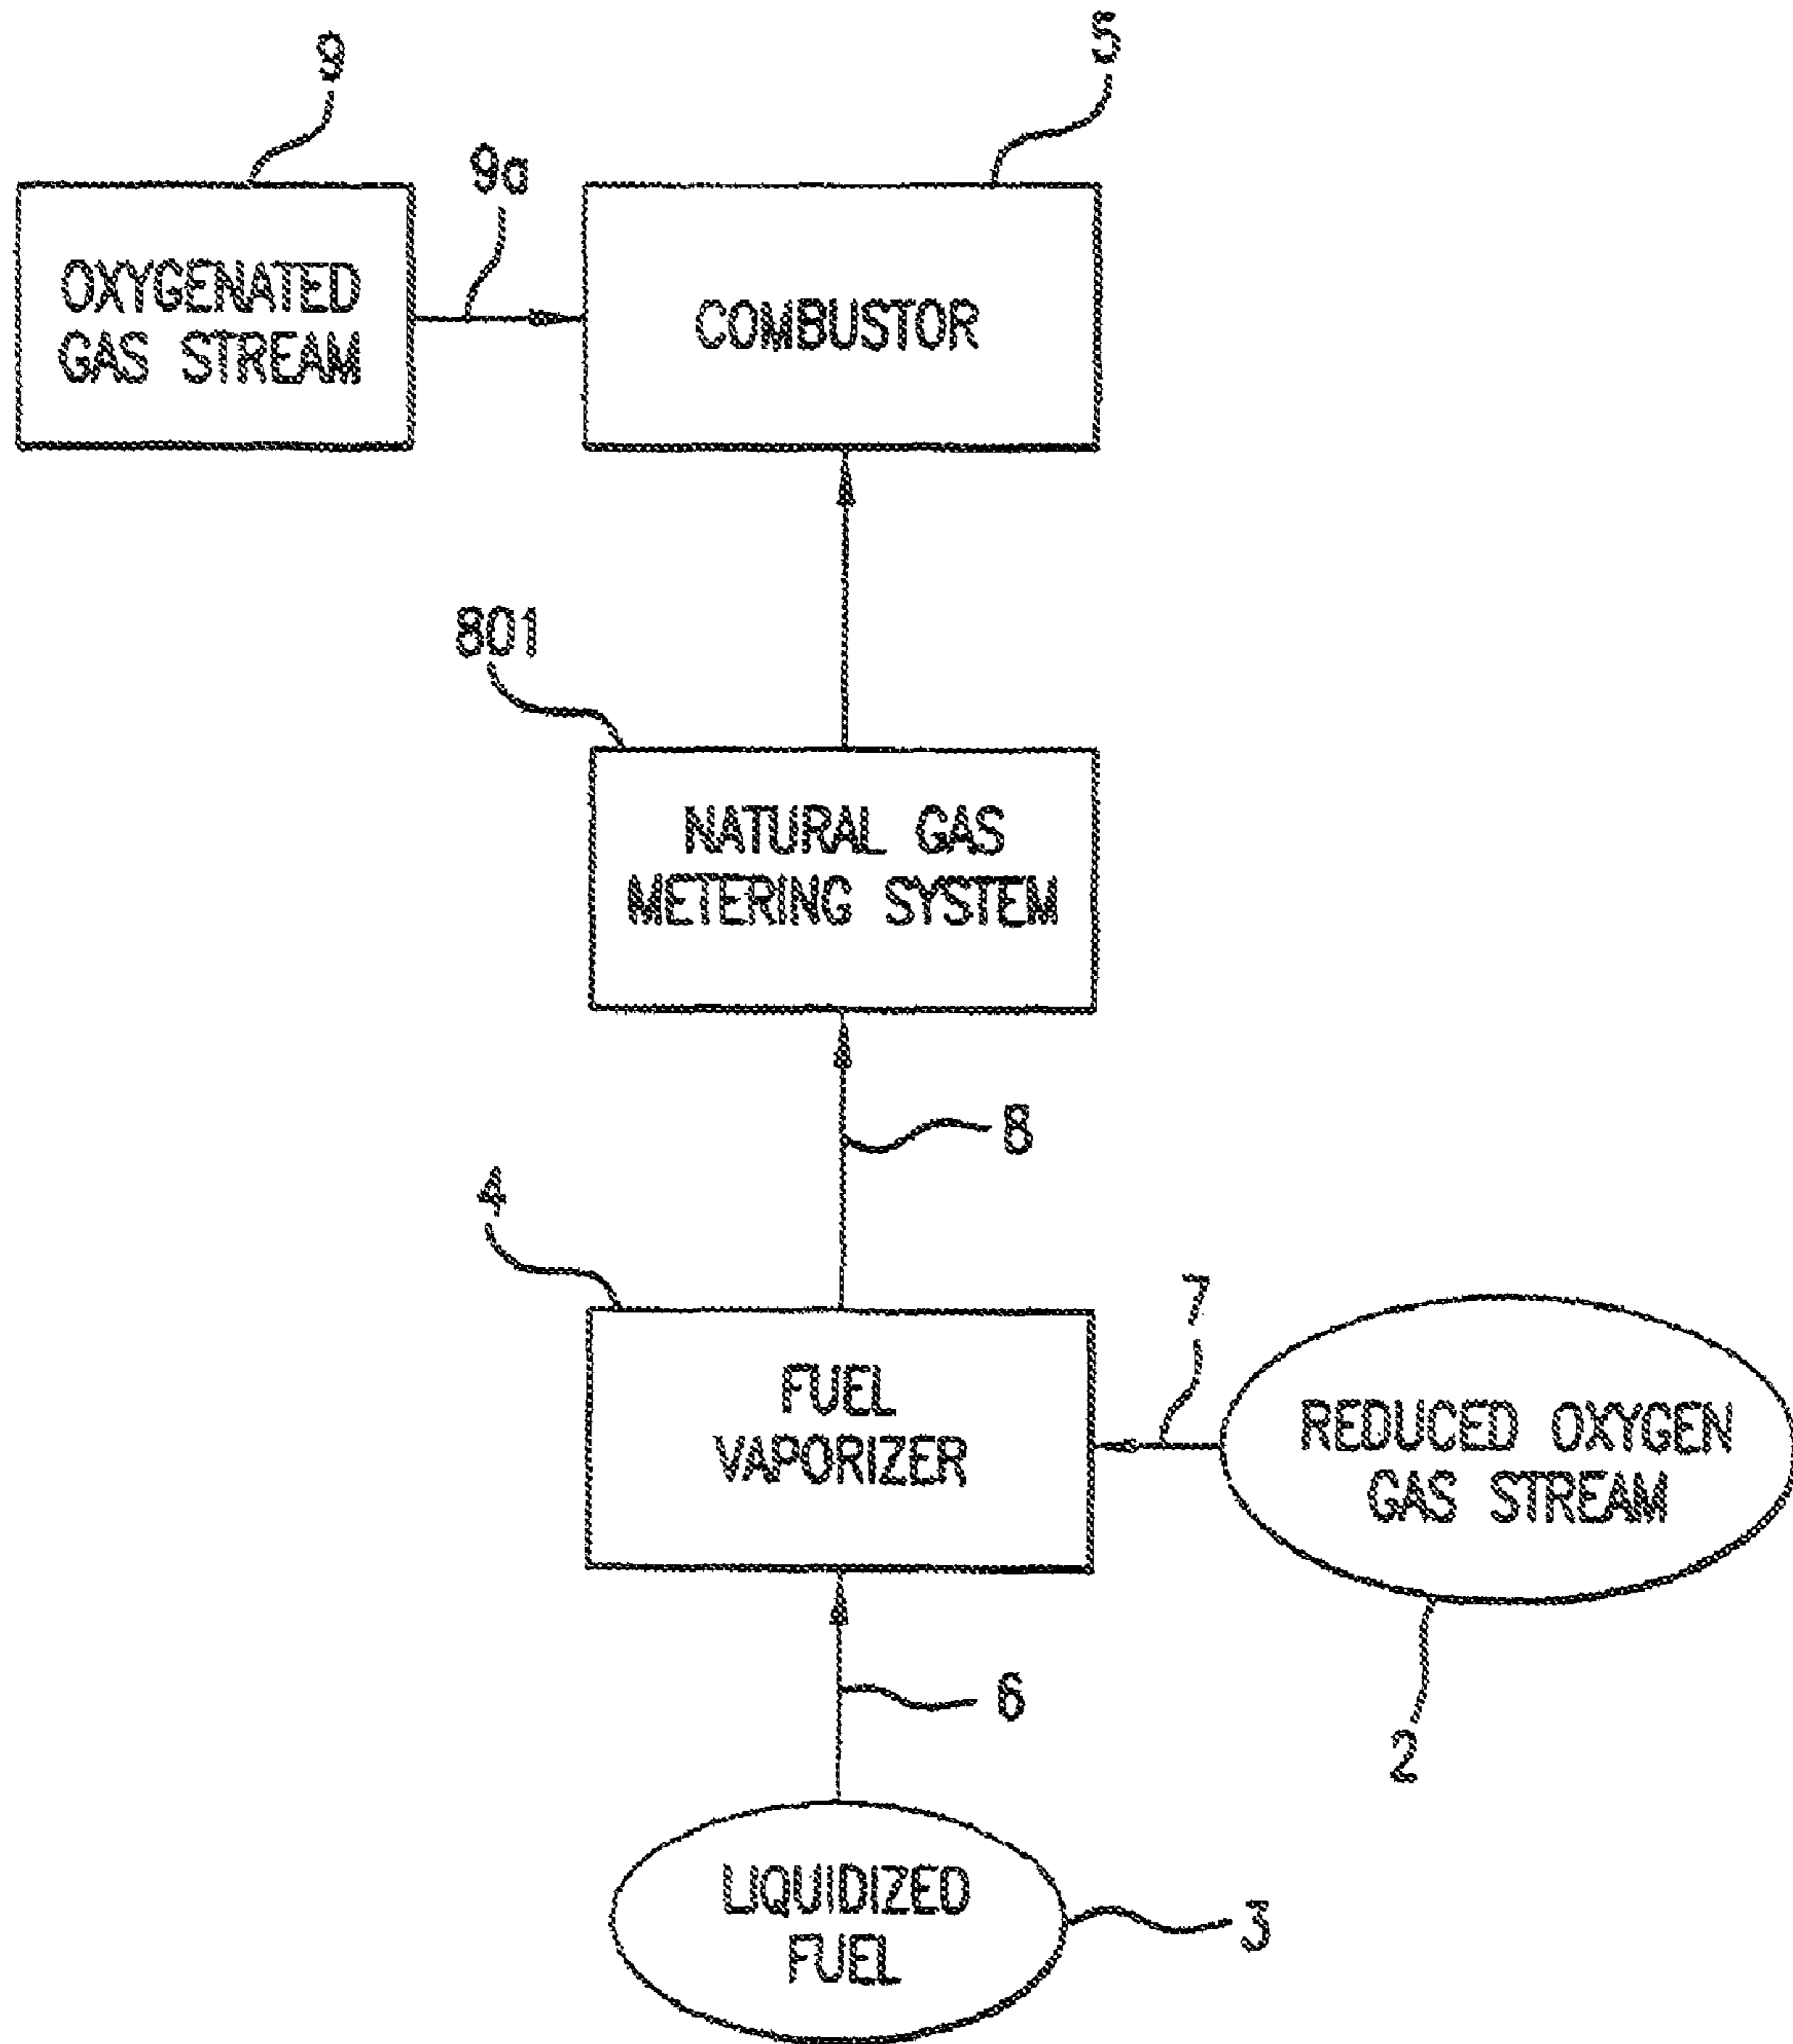 9
5
9a
OXYGENATED
GAS STREAM
COMBUSTOR
801
NATURAL GAS
METERING SYSTEM
8
4
7
FUEL
VAPORIZER
REDUCED OXYGEN
GAS STREAM
6
2
LIQUIDIZED
FUEL
3